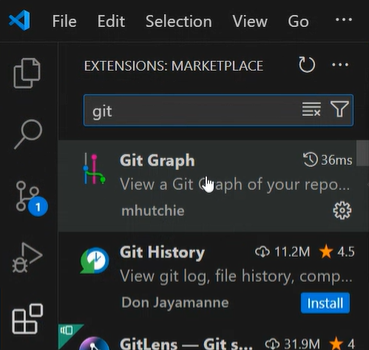 File Edit Selection View Go ...
EXTENSIONS: MARKETPLACE ...
git
Git Graph 36ms
View a Git Graph of your repo...
mhutchie
1
Git History 11.2M 4.5
View git log, file history, comp...
Don Jayamanne Install
GitLens — Git s... 31.9M 4